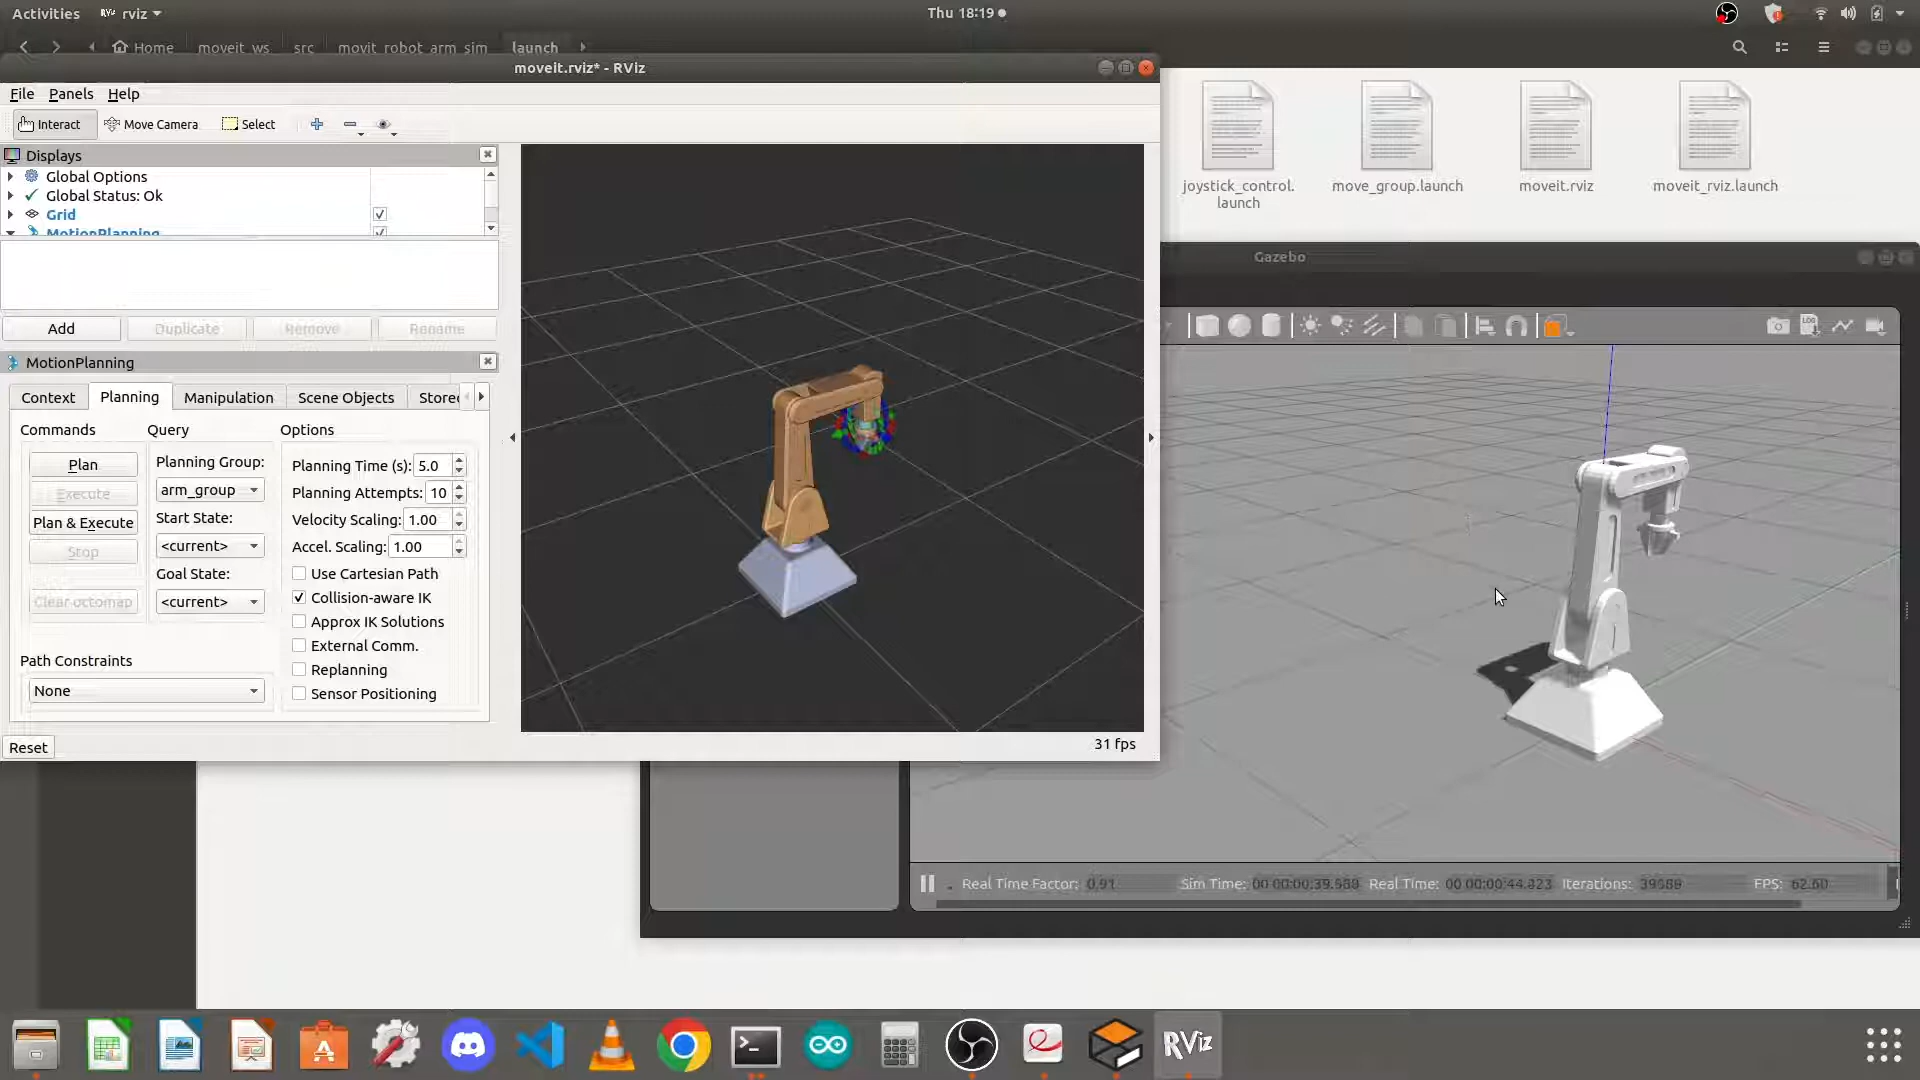 Activities
RViz
rviz
Thu 18:19
Home
moveit_ws
src
movit_robot_arm_sim
launch
moveit.rviz* - RViz
File
Panels
Help
Interact
Move Camera
Select
joystick_control.
launch
move_group.launch
moveit.rviz
moveit_rviz.launch
Displays
Global Options
Global Status: Ok
Grid
MotionPlanning
Add
Duplicate
Remove
Rename
MotionPlanning
Context
Planning
Manipulation
Scene Objects
Commands
Query
Options
Plan
Execute
Plan & Execute
Stop
Clear octomap
Planning Group:
arm_group
Start State:
<current>
Goal State:
<current>
Planning Time (s): 5.0
Planning Attempts: 10
Velocity Scaling: 1.00
Accel. Scaling: 1.00
Use Cartesian Path
Collision-aware IK
Approx IK Solutions
External Comm.
Replanning
Sensor Positioning
Path Constraints
None
Reset
31 fps
Gazebo
LOG
Real Time Factor: 0.91
Sim Time:
Real Time:
Iterations:
FPS:
RViz